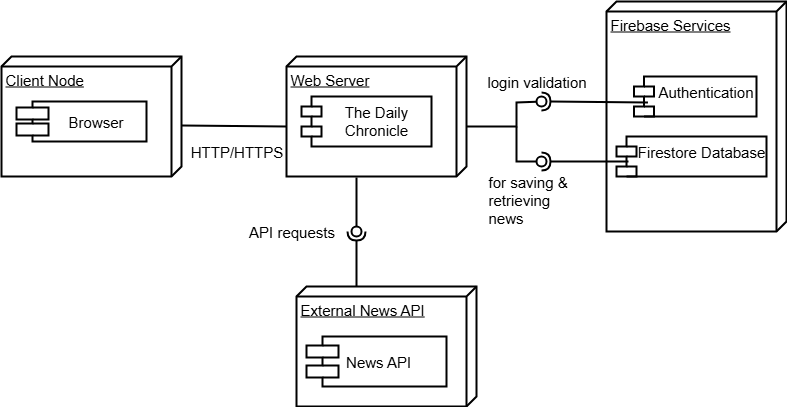 Firebase Services
Client Node
Web Server
login validation
Browser
The Daily
Chronicle
Authentication
HTTP/HTTPS
Firestore Database
for saving &
retrieving
news
API requests
External News API
News API